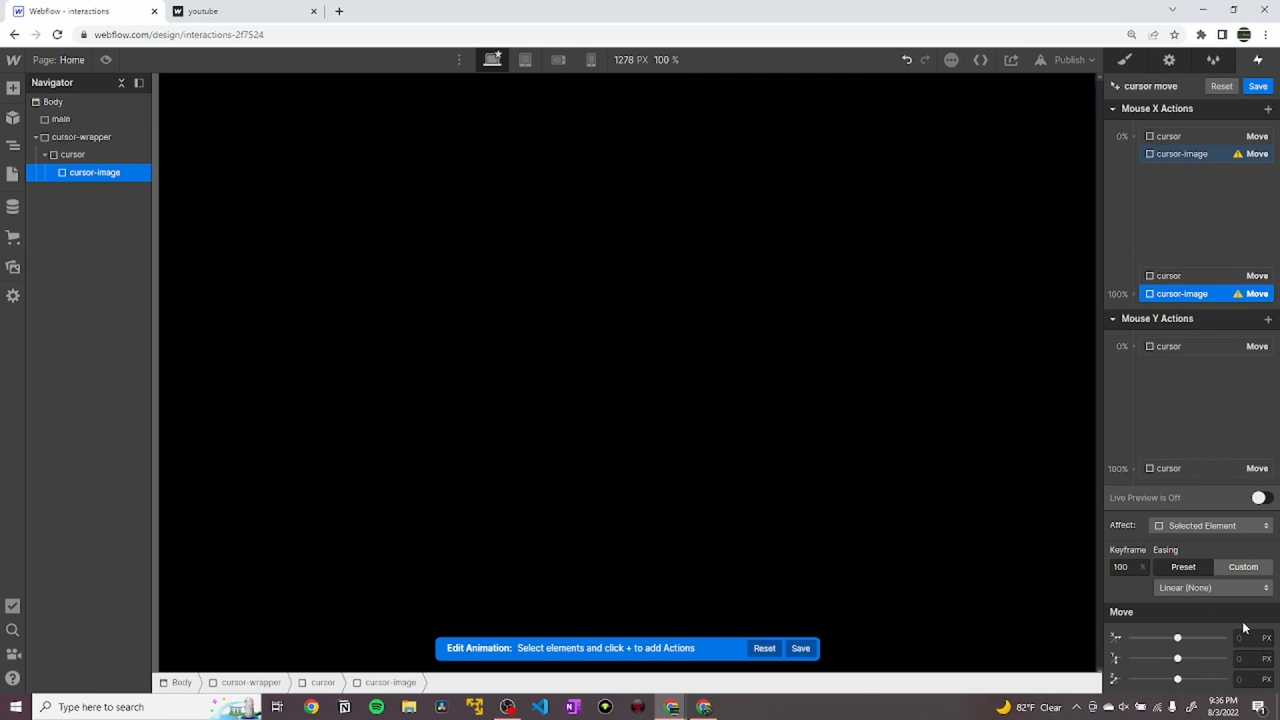 Webflow - interactions
youtube
webflow.com/design/interactions-2f7524
Page: Home
1278 PX 100 %
Publish
Navigator
cursor move
Reset
Save
Body
main
cursor-wrapper
cursor
cursor-image
Mouse X Actions
0%
cursor Move
cursor-image Move
cursor Move
100% cursor-image Move
Mouse Y Actions
0% cursor Move
100% cursor Move
Live Preview is Off
Affect: Selected Element
Keyframe Easing
100 % Preset Custom
Linear (None)
Move
0 PX
0 PX
0 PX
Edit Animation: Select elements and click + to add Actions
Reset Save
Body cursor-wrapper cursor cursor-image
Type here to search
82°F Clear
9:36 PM